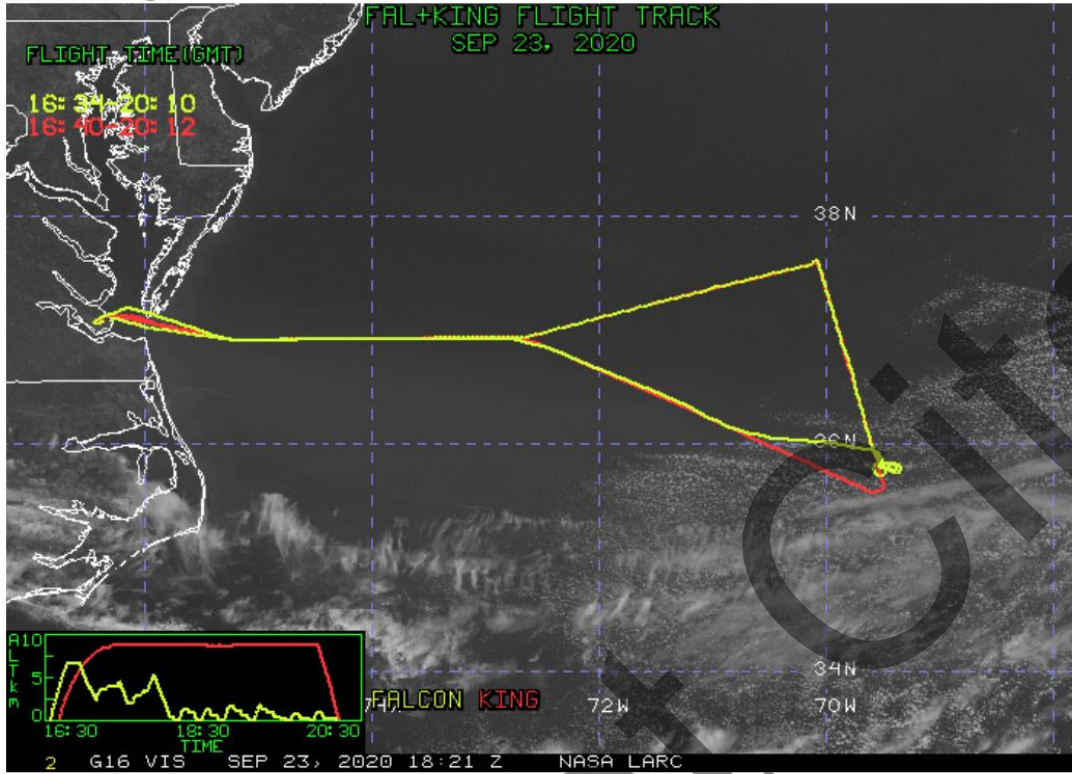 FAL+KING FLIGHT TRACK
SEP 23, 2020
FLIGHT TIME(GMT)
16:34-20:10
16:40-20:12
38N
36N
34N
72W
70W
FALCON KING
ALT km
10
5
0
16:30 18:30 20:30
TIME
2 G16 VIS SEP 23, 2020 18:21 Z NASA LARC